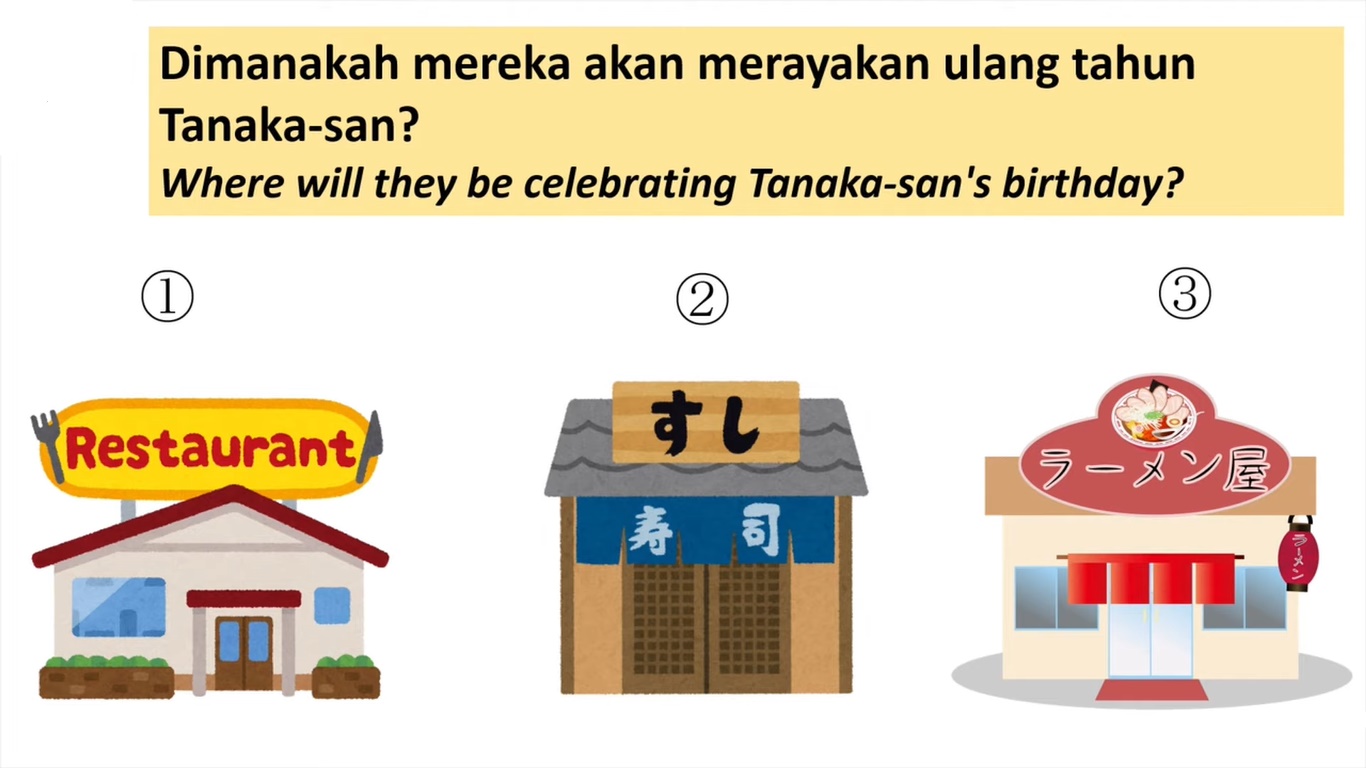 Dimanakah mereka akan merayakan ulang tahun
Tanaka-san?
Where will they be celebrating Tanaka-san's birthday?
① ② ③
Restaurant
すし
寿司
ラーメン屋
ラーメン